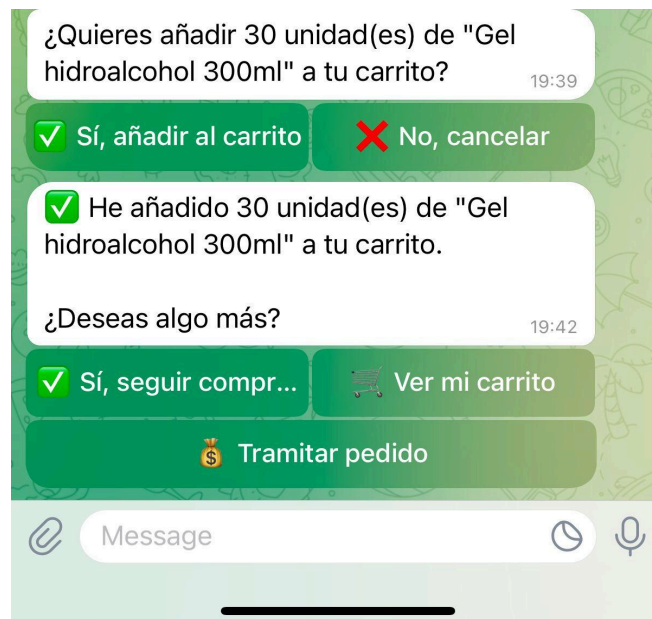 ¿Quieres añadir 30 unidad(es) de "Gel
hidroalcohol 300ml" a tu carrito?
19:39
Sí, añadir al carrito
No, cancelar
He añadido 30 unidad(es) de "Gel
hidroalcohol 300ml" a tu carrito.
¿Deseas algo más?
19:42
Sí, seguir compr...
Ver mi carrito
Tramitar pedido
Message